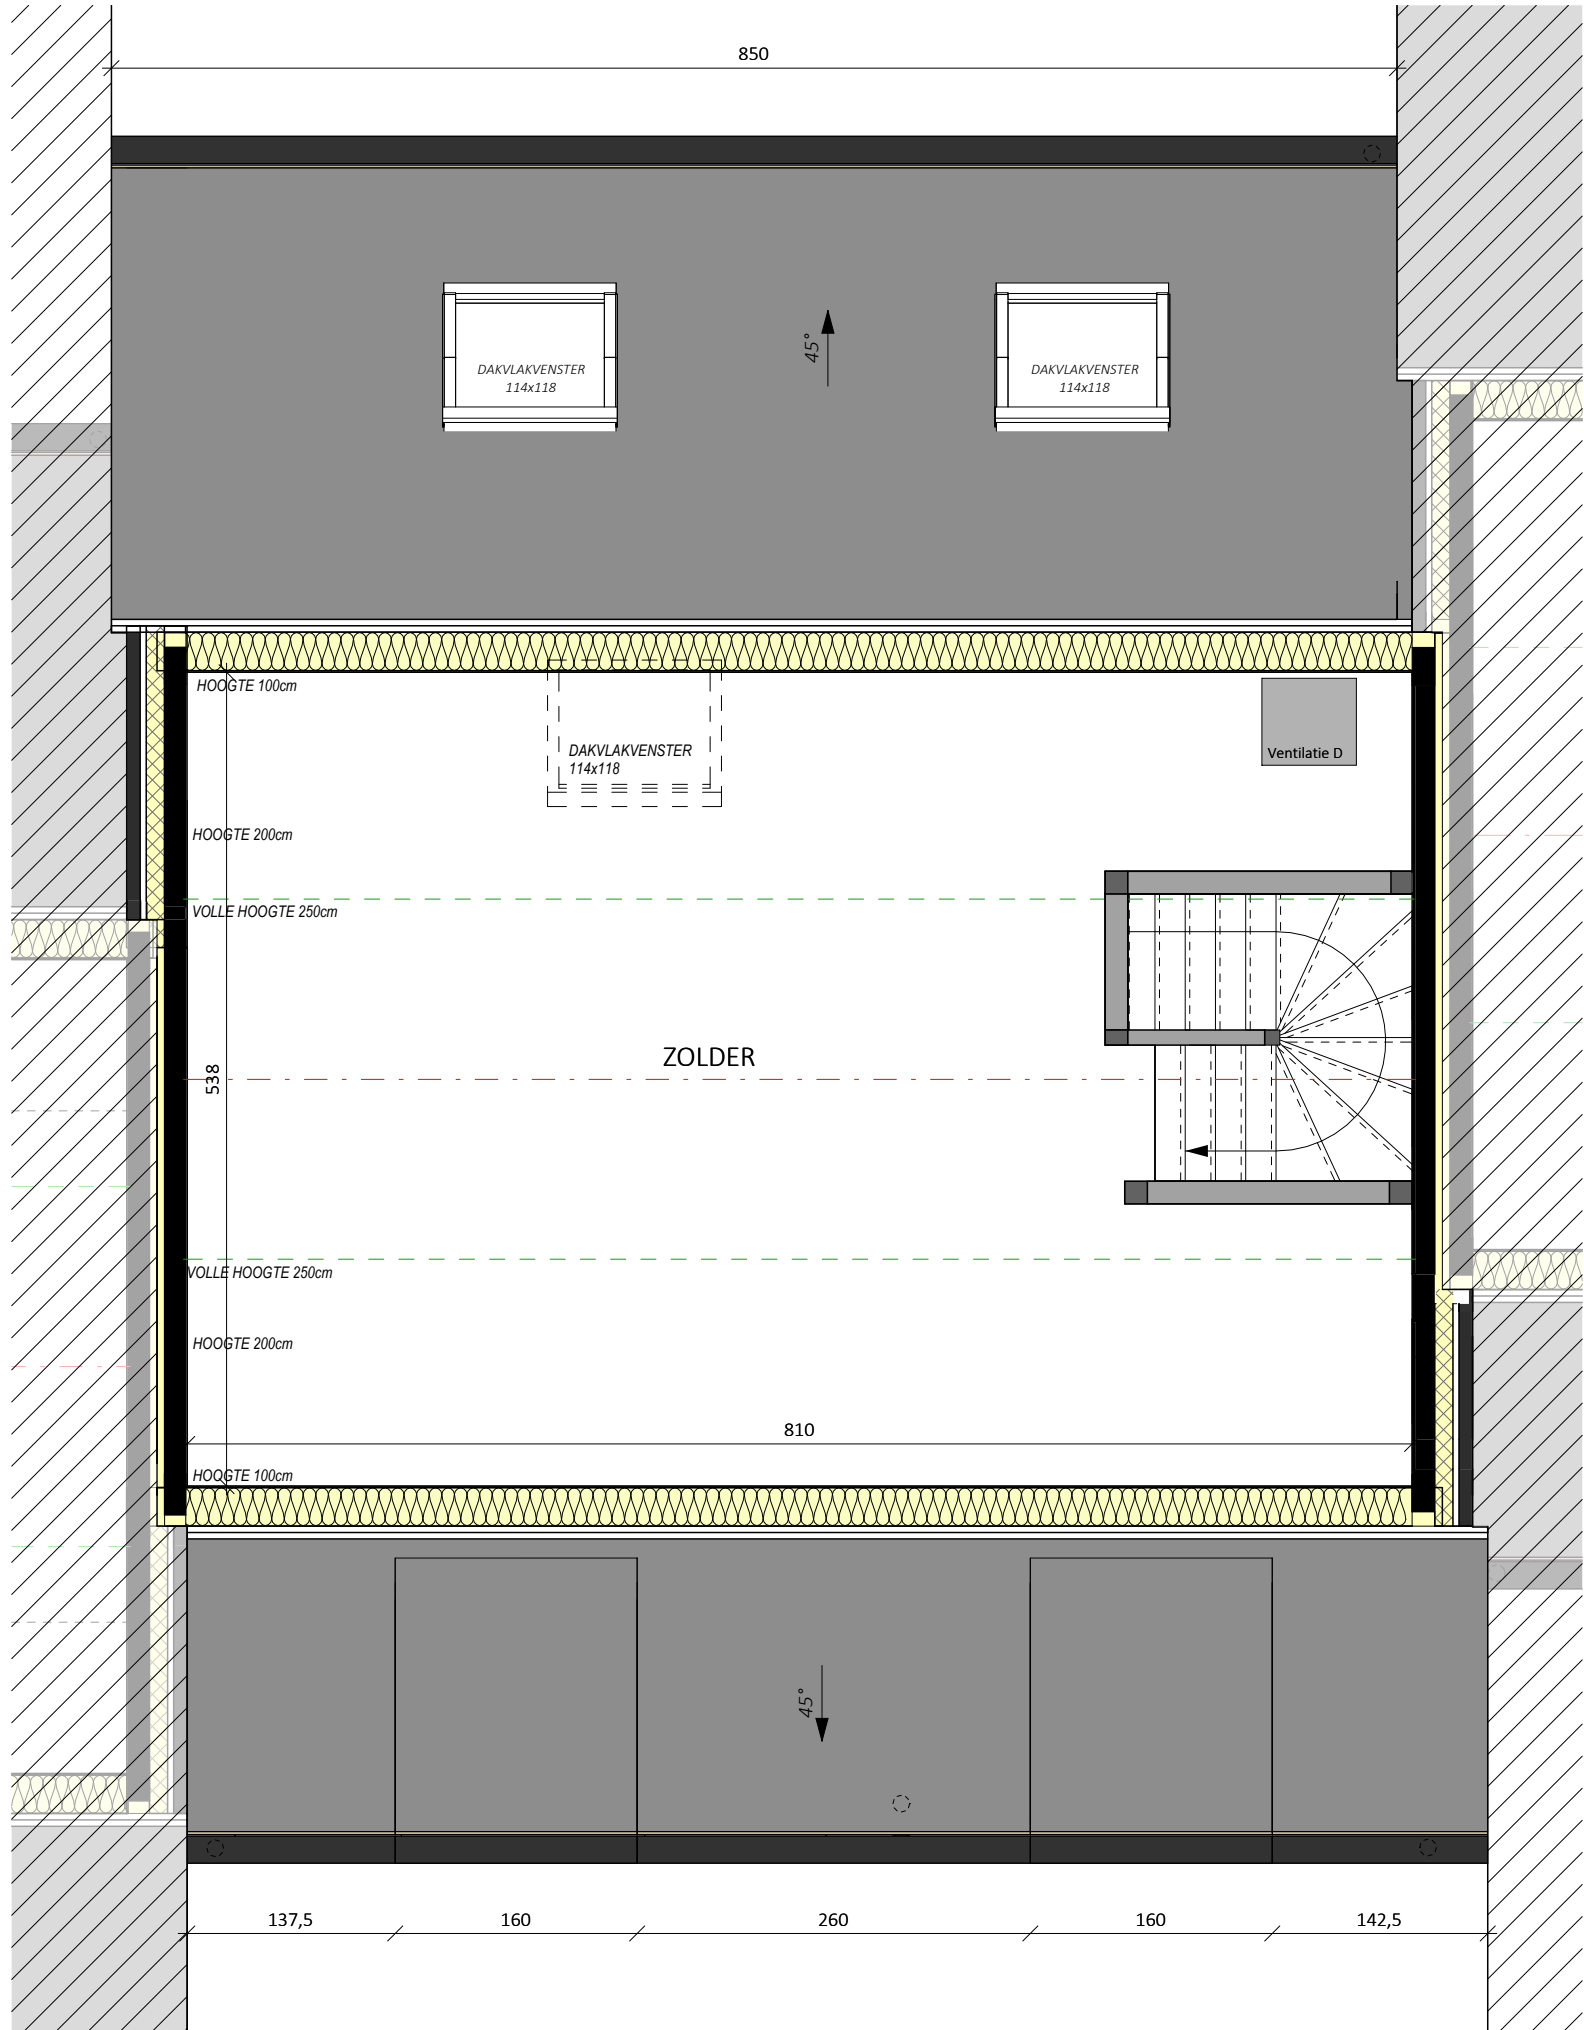 850
45°
DAKVLAKVENSTER
114x118
DAKVLAKVENSTER
114x118
HOOGTE 100cm
DAKVLAKVENSTER
114x118
Ventilatie D
HOOGTE 200cm
VOLLE HOOGTE 250cm
ZOLDER
538
VOLLE HOOGTE 250cm
HOOGTE 200cm
810
HOOGTE 100cm
45°
137,5
160
260
160
142,5